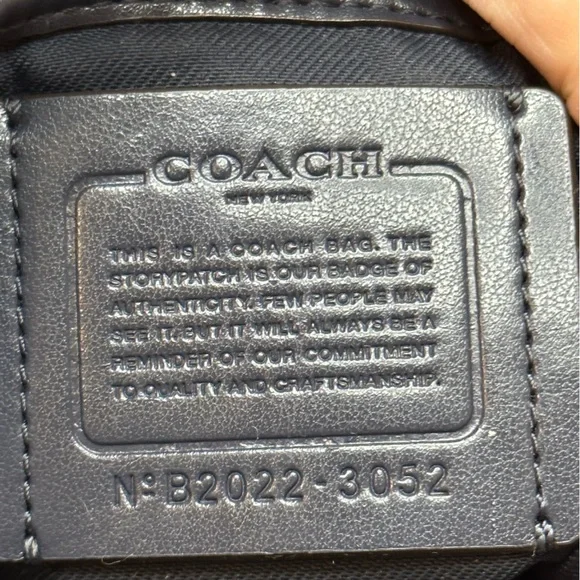 COACH
NEW YORK
THIS IS A COACH BAG. THE
STORYPATCH IS OUR BADGE OF
AUTHENTICITY. FEW PEOPLE MAY
SEE IT. BUT IT WILL ALWAYS BE A
REMINDER OF OUR COMMITMENT
TO QUALITY AND CRAFTSMANSHIP.
Nº B2022-3052